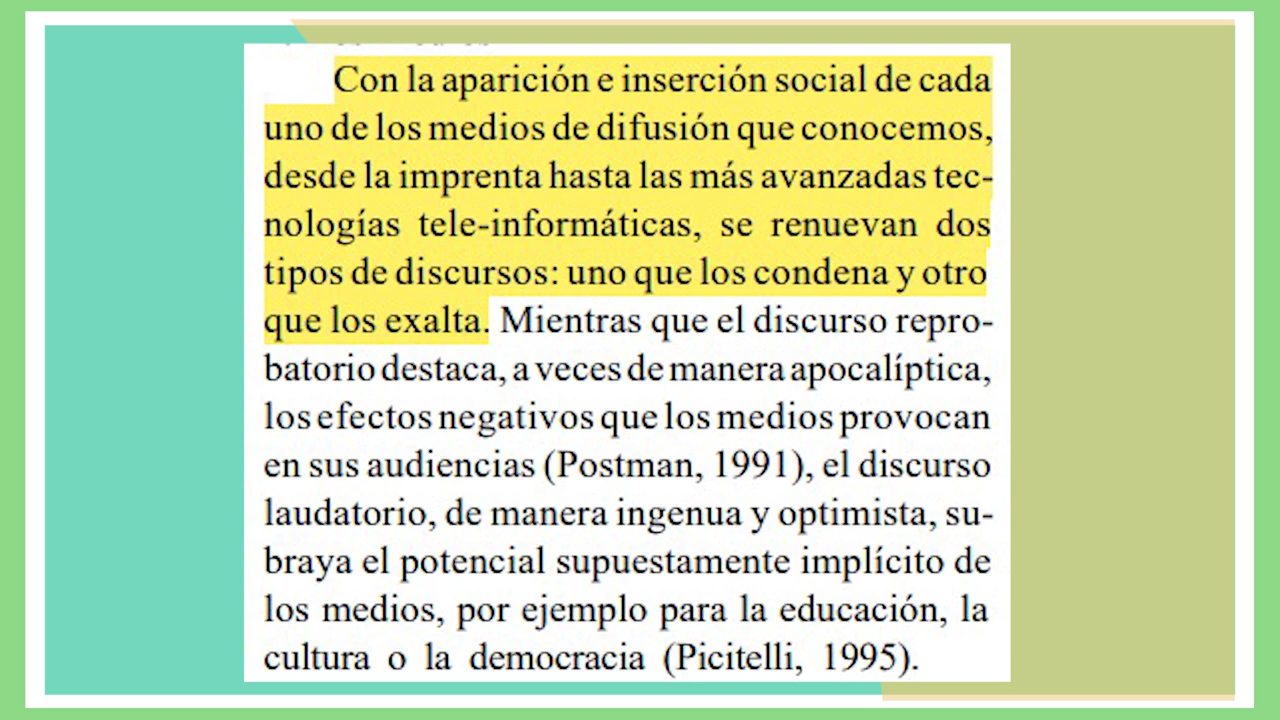 Con la aparición e inserción social de cada
uno de los medios de difusión que conocemos,
desde la imprenta hasta las más avanzadas tec-
nologías tele-informáticas, se renuevan dos
tipos de discursos: uno que los condena y otro
que los exalta. Mientras que el discurso repro-
batorio destaca, a veces de manera apocalíptica,
los efectos negativos que los medios provocan
en sus audiencias (Postman, 1991), el discurso
laudatorio, de manera ingenua y optimista, su-
braya el potencial supuestamente implícito de
los medios, por ejemplo para la educación, la
cultura o la democracia (Picitelli, 1995).